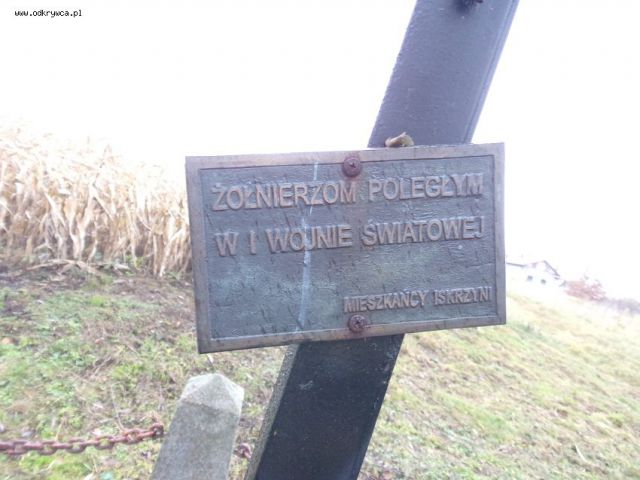 www.odkrywca.pl
ŻOŁNIERZOM POLEGŁYM
W I WOJNIE ŚWIATOWEJ
MIESZKAŃCY ISKRZYNI